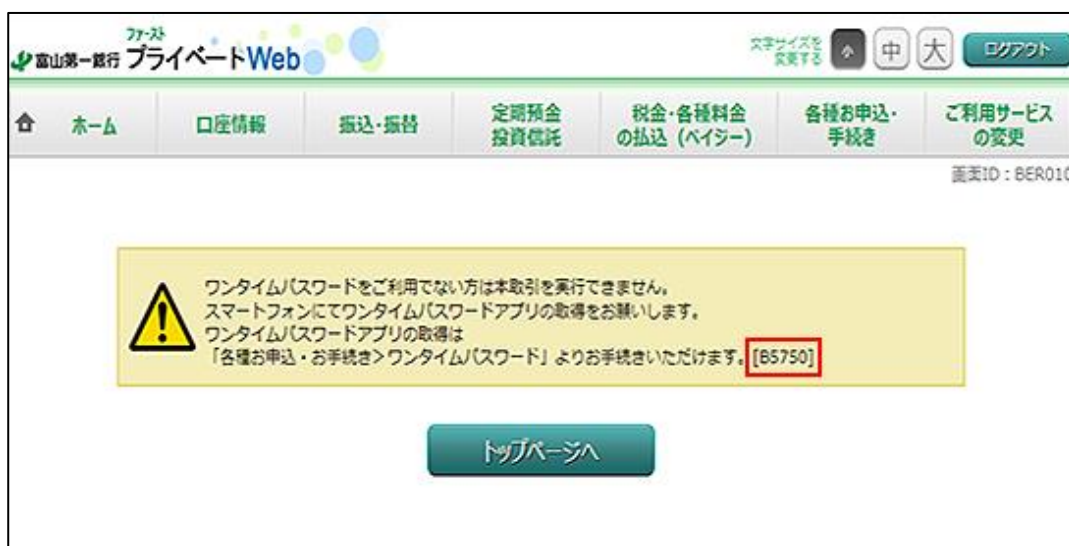 ファースト
富山第一銀行 プライベートWeb
文字サイズを
変更する 小 中 大 ログアウト
ホーム 口座情報 振込・振替 定期預金 投資信託 税金・各種料金の払込（ペイジー） 各種お申込・手続き ご利用サービスの変更
画面ID：BER010
ワンタイムパスワードをご利用でない方は本取引を実行できません。
スマートフォンにてワンタイムパスワードアプリの取得をお願いします。
ワンタイムパスワードアプリの取得は
「各種お申込・お手続き>ワンタイムパスワード」よりお手続きいただけます。[B5750]
トップページへ